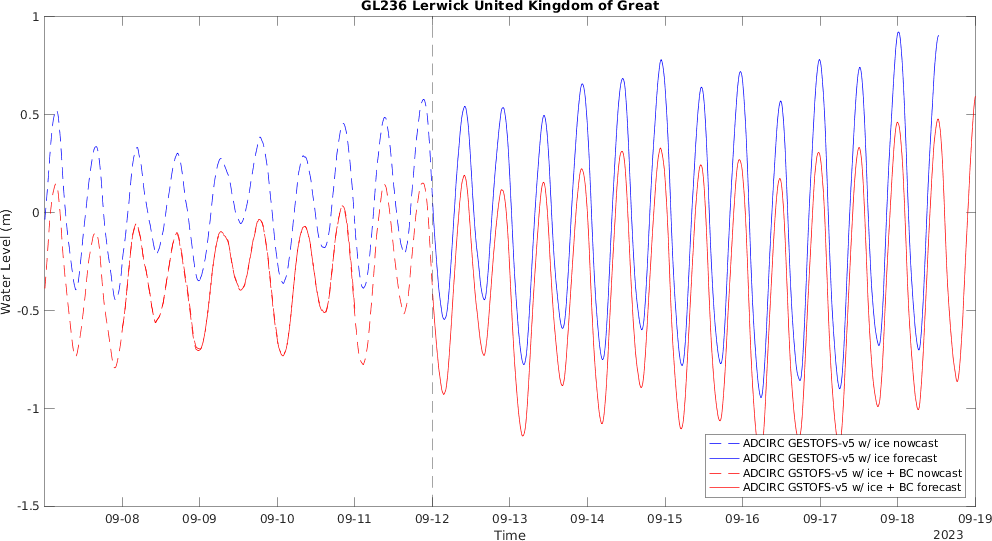 GL236 Lerwick United Kingdom of Great
Water Level (m)
1
0.5
0
-0.5
-1
-1.5
ADCIRC GESTOFS-v5 w/ ice nowcast
ADCIRC GESTOFS-v5 w/ ice forecast
ADCIRC GSTOFS-v5 w/ ice + BC nowcast
ADCIRC GSTOFS-v5 w/ ice + BC forecast
09-08 09-09 09-10 09-11 09-12 09-13 09-14 09-15 09-16 09-17 09-18 09-19
Time
2023